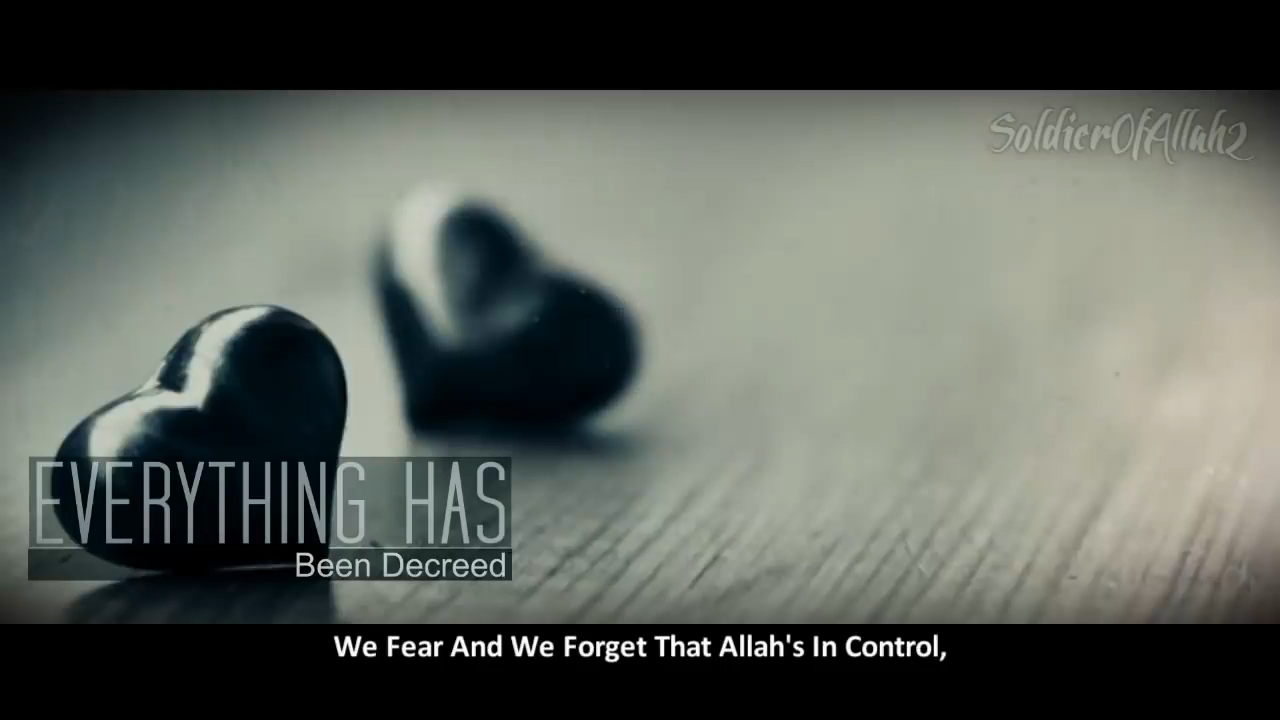 SoldierOfAllah2
EVERYTHING HAS
Been Decreed
We Fear And We Forget That Allah's In Control,